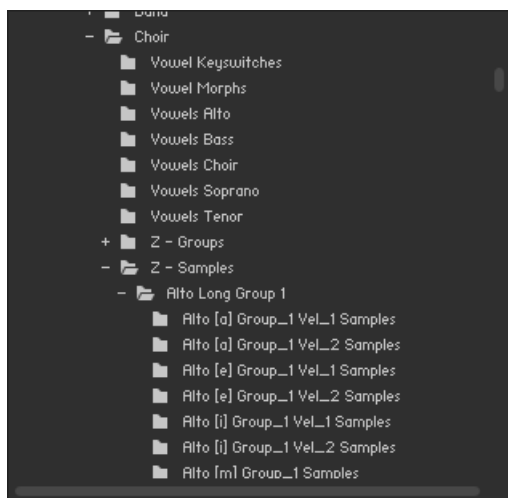 Band
- Choir
Vowel Keyswitches
Vowel Morphs
Vowels Alto
Vowels Bass
Vowels Choir
Vowels Soprano
Vowels Tenor
+ Z - Groups
- Z - Samples
- Alto Long Group 1
Alto [a] Group_1 Vel_1 Samples
Alto [a] Group_1 Vel_2 Samples
Alto [e] Group_1 Vel_1 Samples
Alto [e] Group_1 Vel_2 Samples
Alto [i] Group_1 Vel_1 Samples
Alto [i] Group_1 Vel_2 Samples
Alto [m] Group_1 Samples